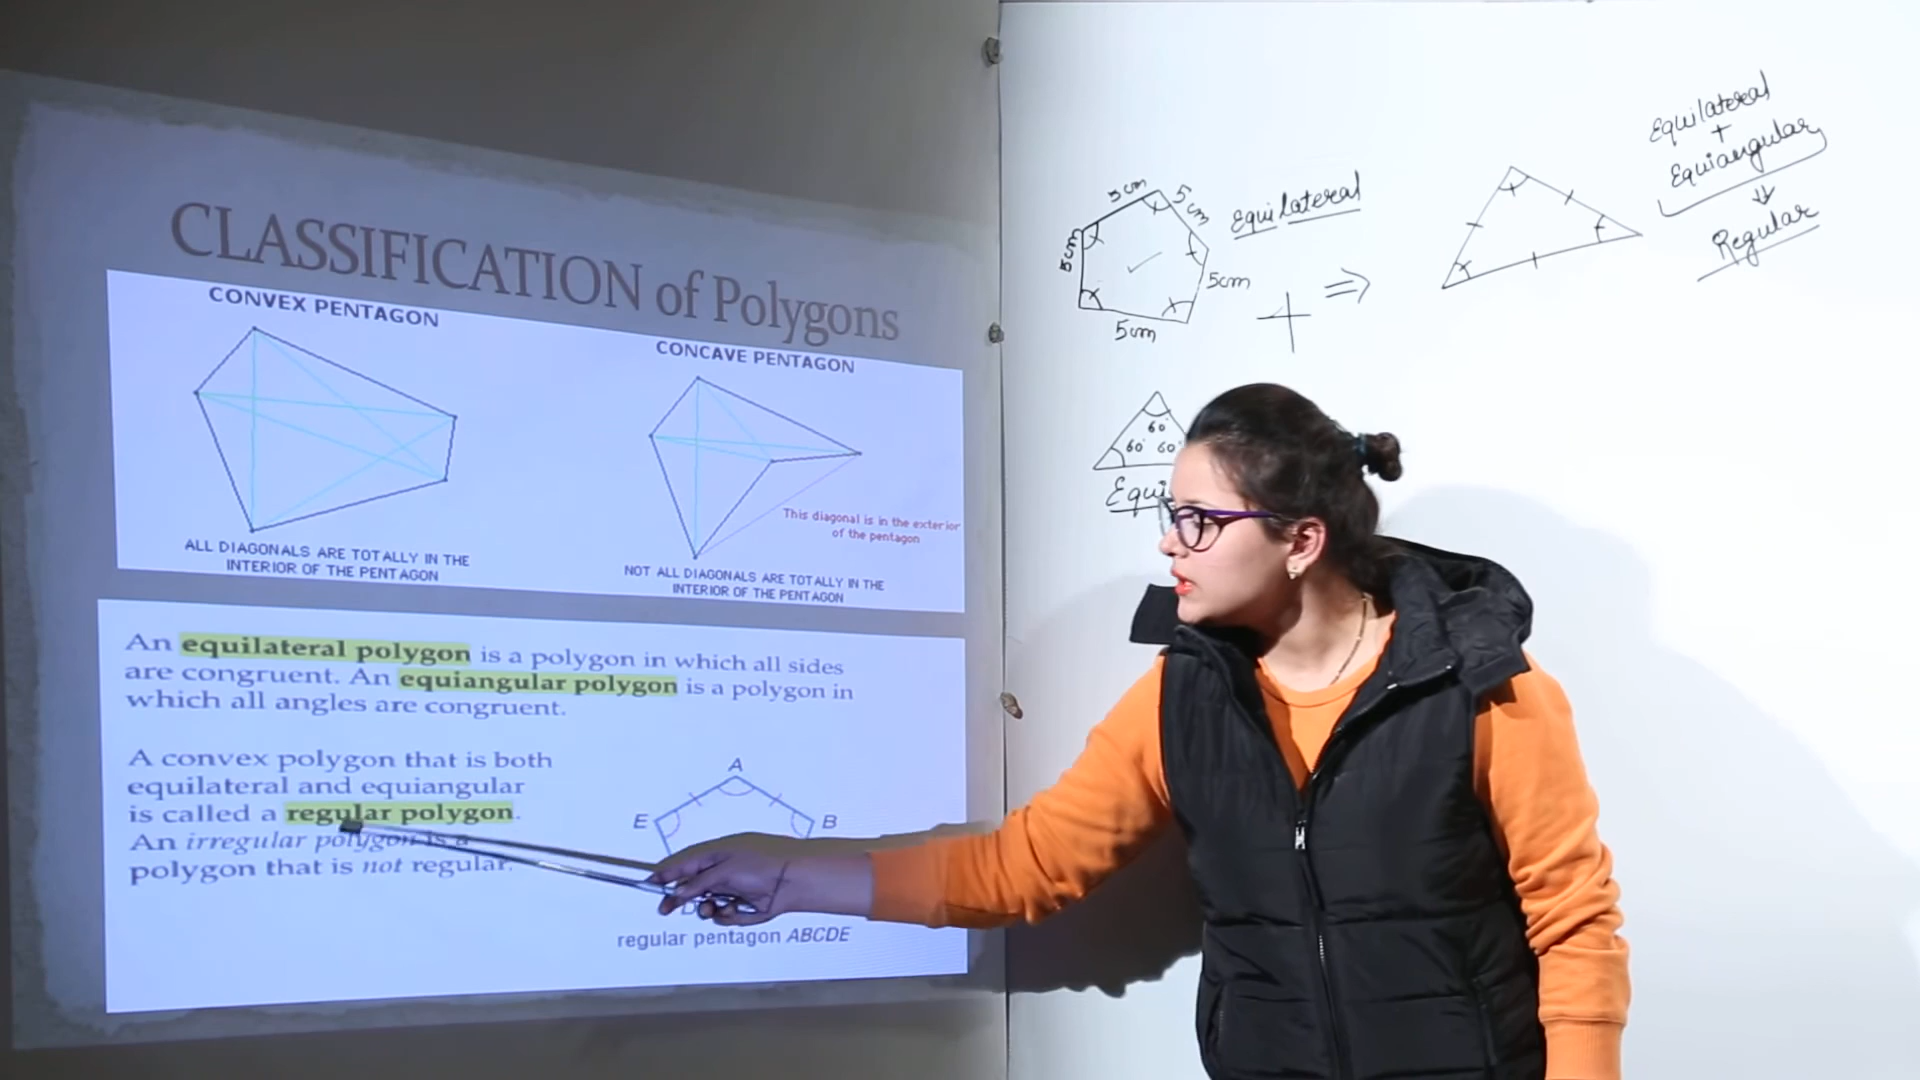 CLASSIFICATION of Polygons
CONVEX PENTAGON
CONCAVE PENTAGON
This diagonal is in the exterior
of the pentagon
ALL DIAGONALS ARE TOTALLY IN THE
INTERIOR OF THE PENTAGON
NOT ALL DIAGONALS ARE TOTALLY IN THE
INTERIOR OF THE PENTAGON
An equilateral polygon is a polygon in which all sides
are congruent. An equiangular polygon is a polygon in
which all angles are congruent.
A convex polygon that is both
equilateral and equiangular
is called a regular polygon.
An irregular polygon is a
polygon that is not regular.
A
E
B
D
regular pentagon ABCDE
5cm
5cm
5cm
5cm
5cm
Equilateral
+ ⇒
60°
60° 60°
Equi
Equilateral
+
Equiangular
⇓
Regular